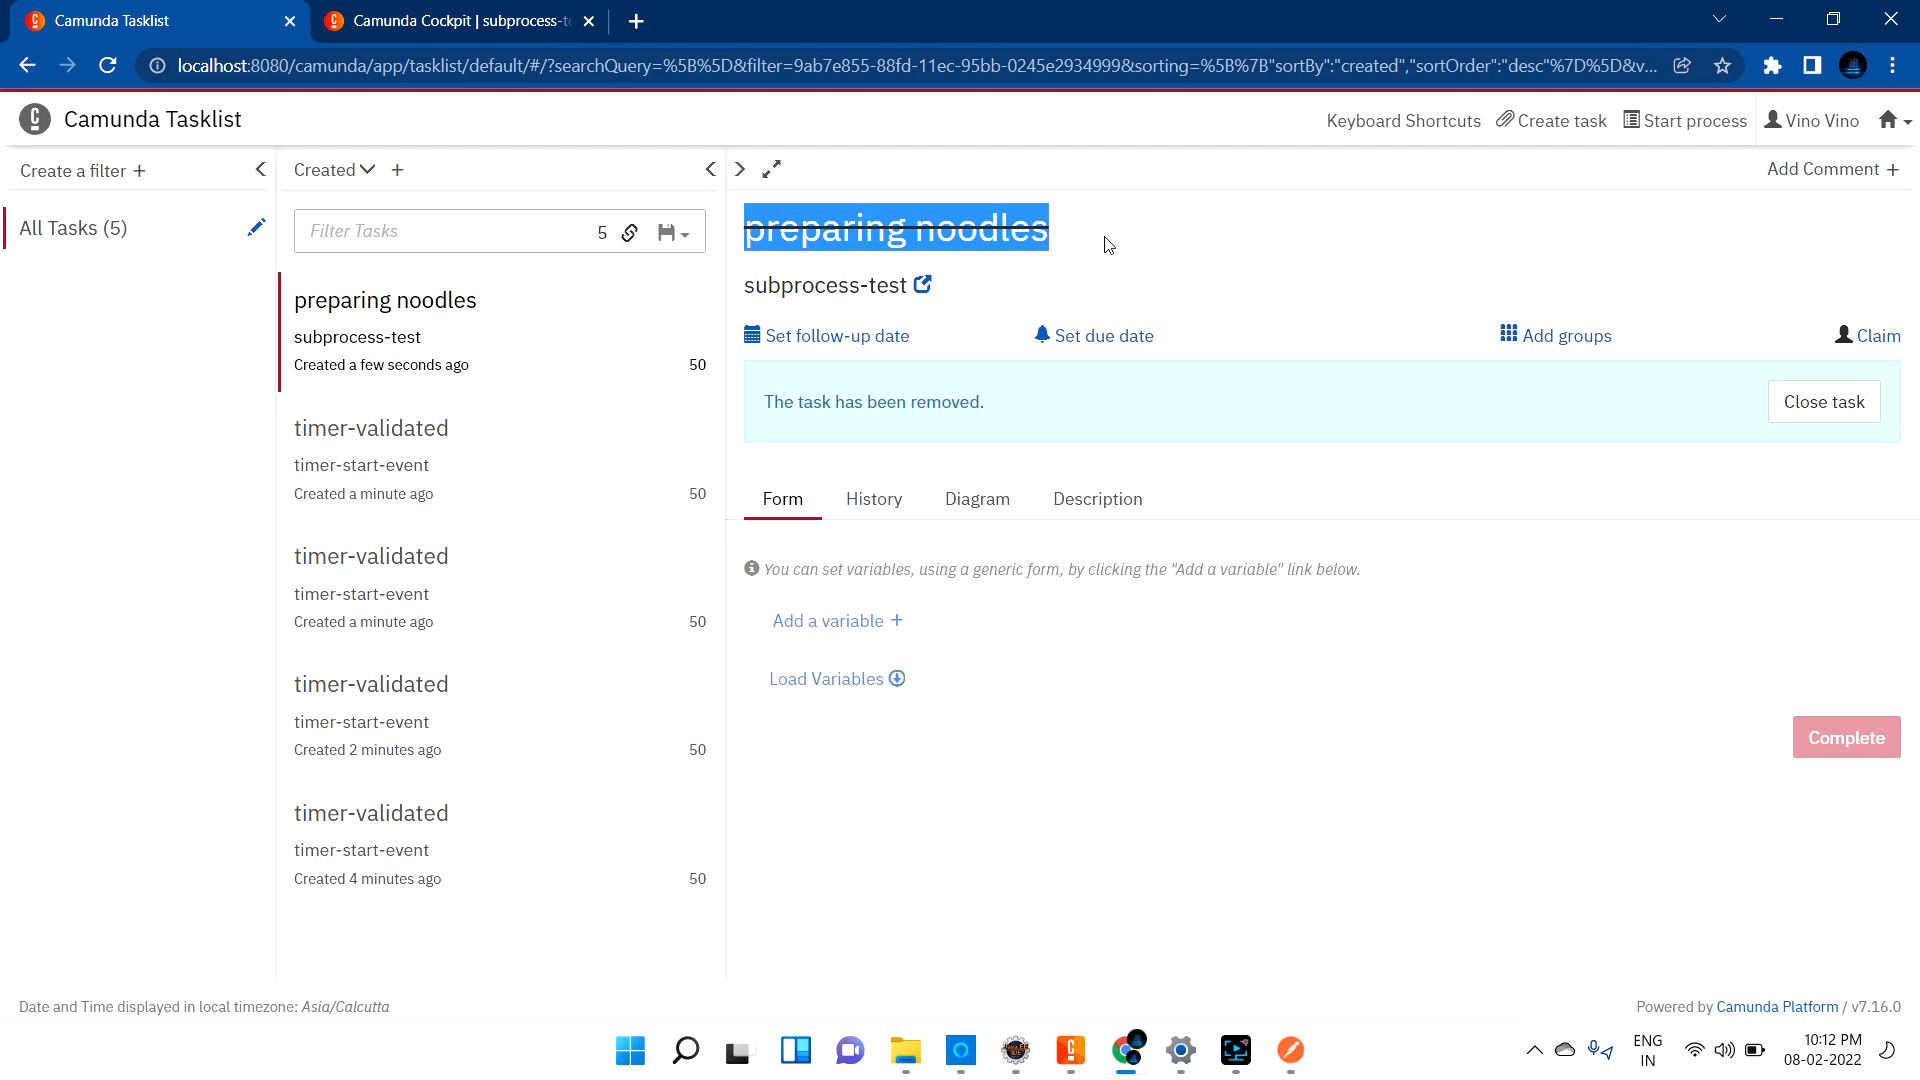 Camunda Tasklist
Camunda Cockpit | subprocess-t
localhost:8080/camunda/app/tasklist/default/#/?searchQuery=%5B%5D&filter=9ab7e855-88fd-11ec-95bb-0245e2934999&sorting=%5B%7B"sortBy":"created","sortOrder":"desc"%7D%5D&v...
Camunda Tasklist
Keyboard Shortcuts
Create task
Start process
Vino Vino
Create a filter +
Created
+
Add Comment +
All Tasks (5)
Filter Tasks
5
preparing noodles
subprocess-test
Created a few seconds ago
50
timer-validated
timer-start-event
Created a minute ago
50
timer-validated
timer-start-event
Created a minute ago
50
timer-validated
timer-start-event
Created 2 minutes ago
50
timer-validated
timer-start-event
Created 4 minutes ago
50
preparing noodles
subprocess-test
Set follow-up date
Set due date
Add groups
Claim
The task has been removed.
Close task
Form
History
Diagram
Description
You can set variables, using a generic form, by clicking the "Add a variable" link below.
Add a variable +
Load Variables
Complete
Date and Time displayed in local timezone: Asia/Calcutta
Powered by Camunda Platform / v7.16.0
ENG
IN
10:12 PM
08-02-2022